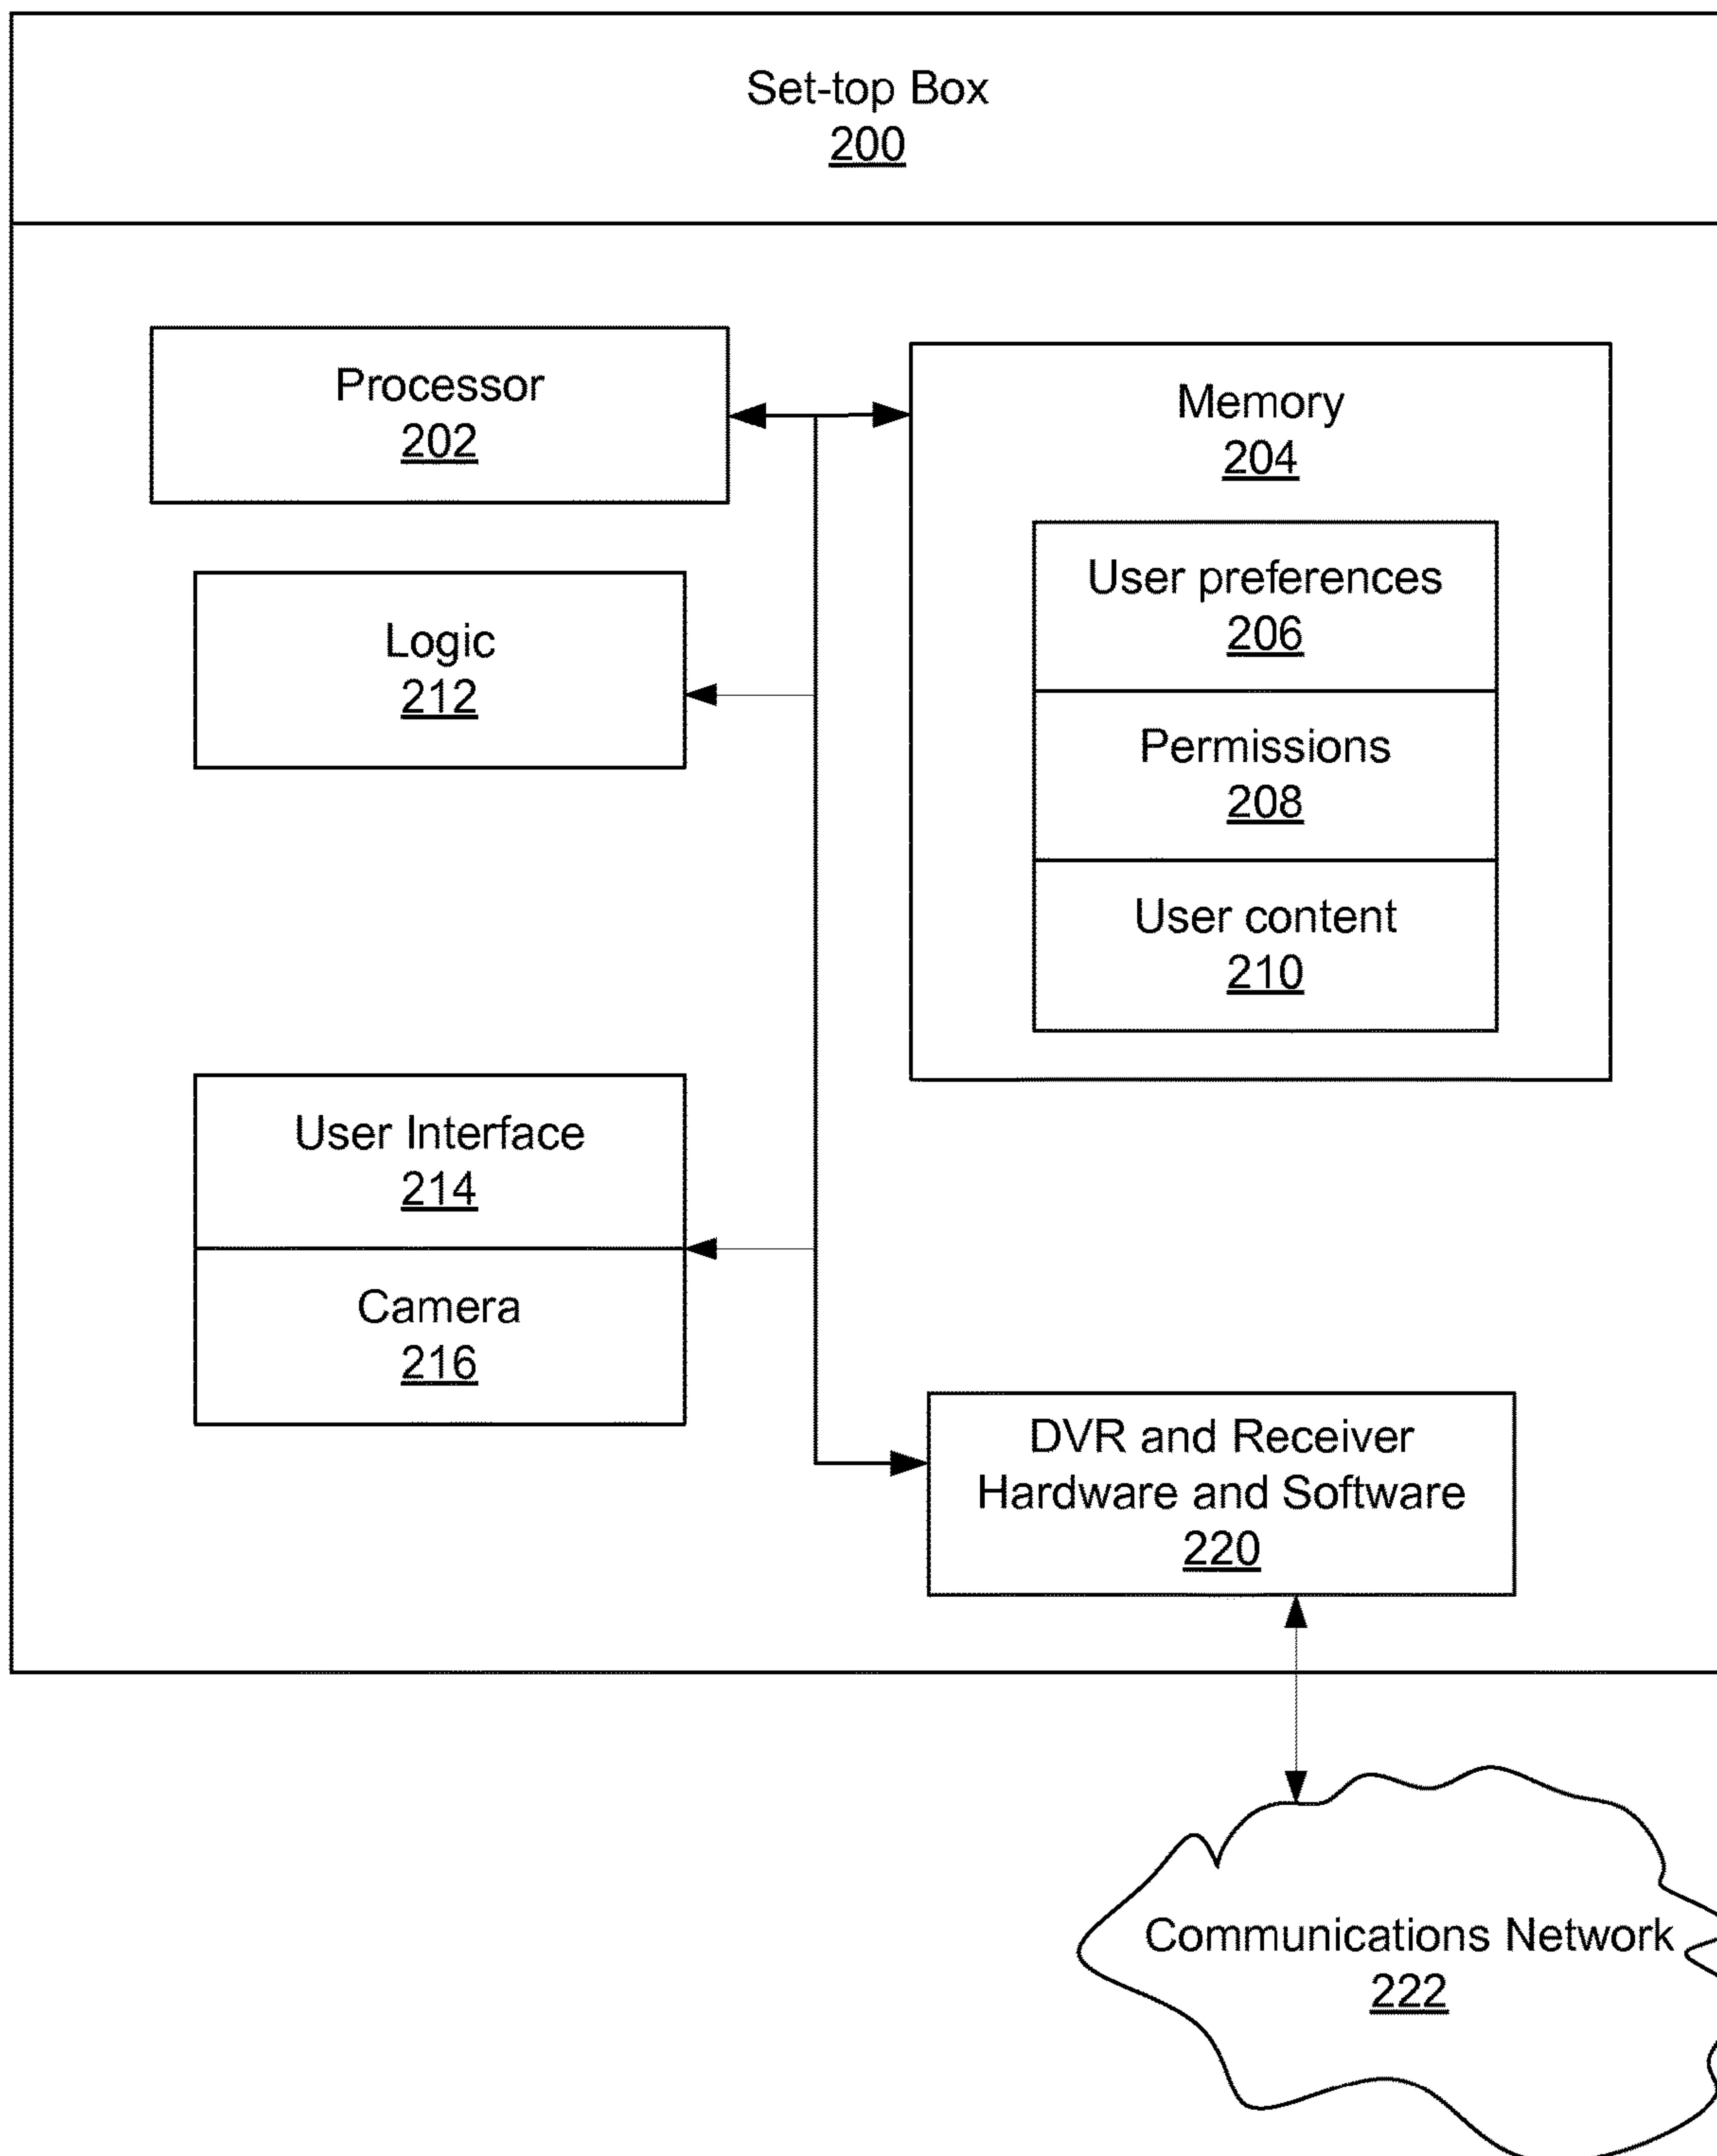 Set-top Box
200
Processor
202
Memory
204
User preferences
206
Logic
212
Permissions
208
User content
210
User Interface
214
Camera
216
DVR and Receiver
Hardware and Software
220
Communications Network
222